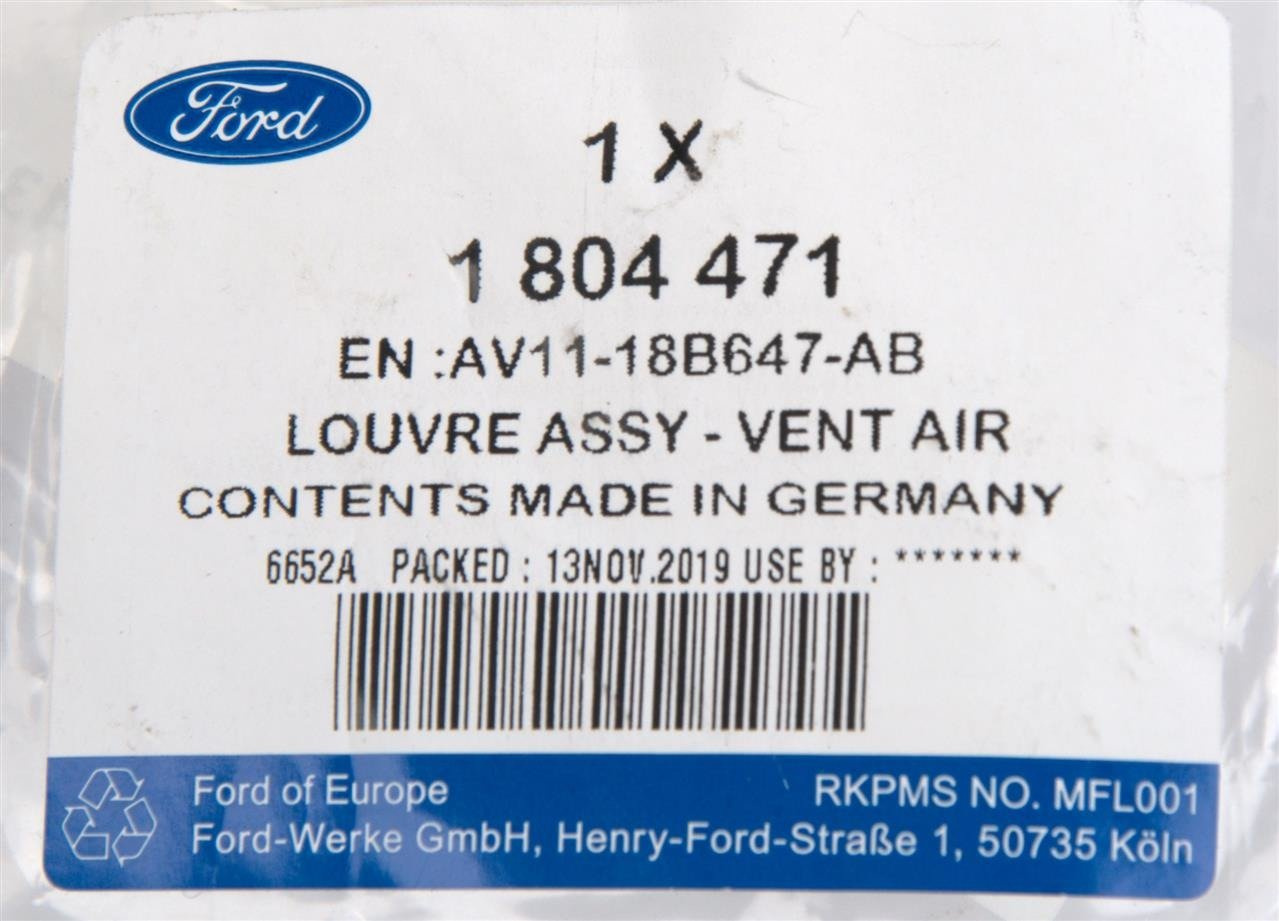 Ford
1 X
1 804 471
EN :AV11-18B647-AB
LOUVRE ASSY - VENT AIR
CONTENTS MADE IN GERMANY
6652A PACKED : 13NOV.2019 USE BY : *******
Ford of Europe
RKPMS NO. MFL001
Ford-Werke GmbH, Henry-Ford-Straße 1, 50735 Köln